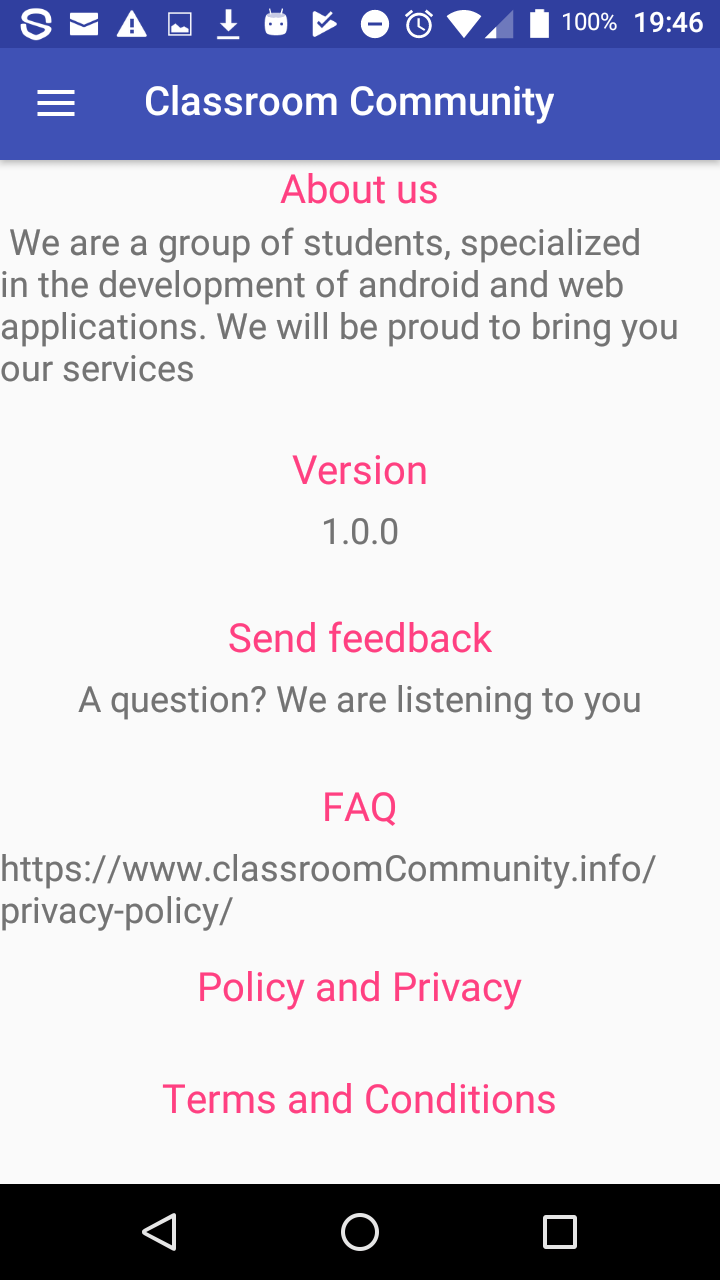 100% 19:46
Classroom Community
About us
We are a group of students, specialized
in the development of android and web
applications. We will be proud to bring you
our services
Version
1.0.0
Send feedback
A question? We are listening to you
FAQ
https://www.classroomCommunity.info/
privacy-policy/
Policy and Privacy
Terms and Conditions